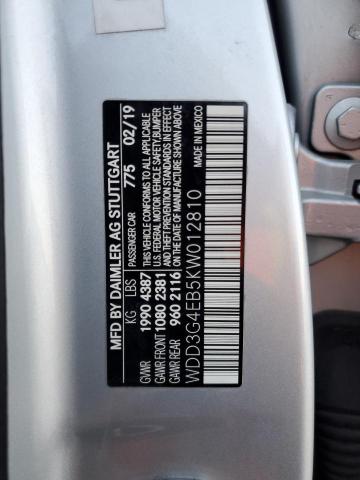 MFD BY DAIMLER AG STUTTGART
PASSENGER CAR 775 02/19
KG LBS
GVWR 1990 4387
GAWR FRONT 1080 2381
GAWR REAR 960 2116
THIS VEHICLE CONFORMS TO ALL APPLICABLE
U.S. FEDERAL MOTOR VEHICLE SAFETY, BUMPER
AND THEFT PREVENTION STANDARDS IN EFFECT
ON THE DATE OF MANUFACTURE SHOWN ABOVE
MADE IN MEXICO
WDD3G4EB5KW012810